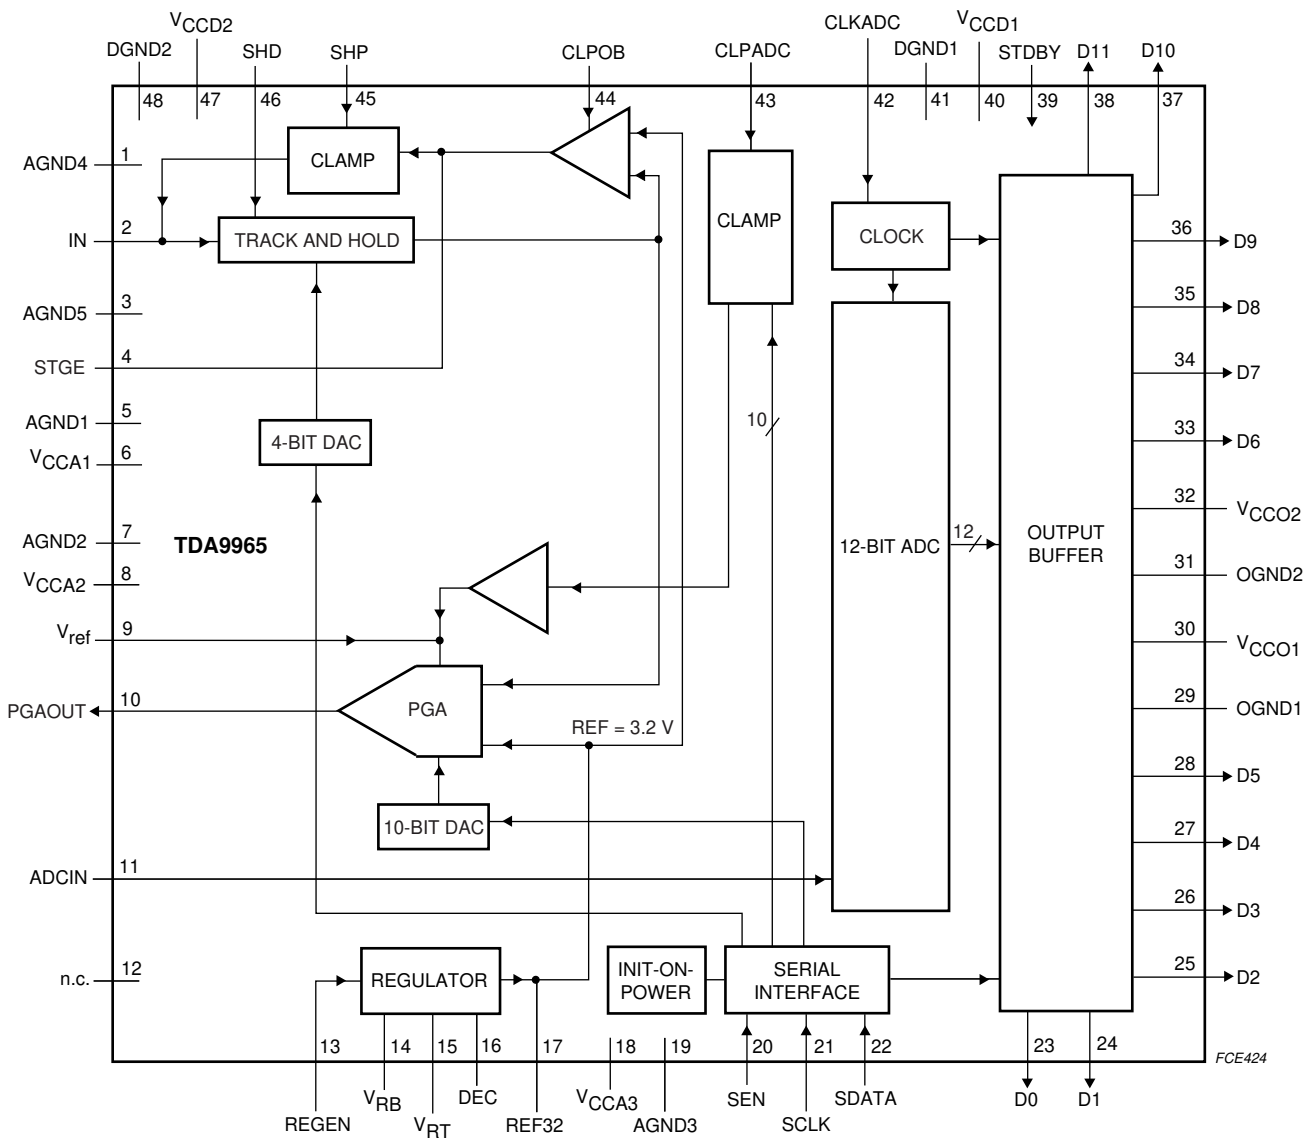 VCCD2
DGND2
SHD
SHP
CLPOB
CLPADC
CLKADC
DGND1
VCCD1
STDBY
D11
D10
48
47
46
45
44
43
42
41
40
39
38
37
AGND4
1
CLAMP
CLAMP
IN
2
TRACK AND HOLD
CLOCK
36
D9
AGND5
3
35
D8
STGE
4
34
D7
AGND1
5
10
33
D6
4-BIT DAC
VCCA1
6
32
VCCO2
AGND2
7
TDA9965
12-BIT ADC
12
OUTPUT
BUFFER
VCCA2
8
31
OGND2
Vref
9
30
VCCO1
PGAOUT
10
PGA
REF = 3.2 V
29
OGND1
28
D5
10-BIT DAC
27
D4
ADCIN
11
26
D3
n.c.
12
REGULATOR
INIT-ON-
POWER
SERIAL
INTERFACE
25
D2
13
14
15
16
17
18
19
20
21
22
23
24
FCE424
REGEN
VRB
VRT
DEC
REF32
VCCA3
AGND3
SEN
SCLK
SDATA
D0
D1